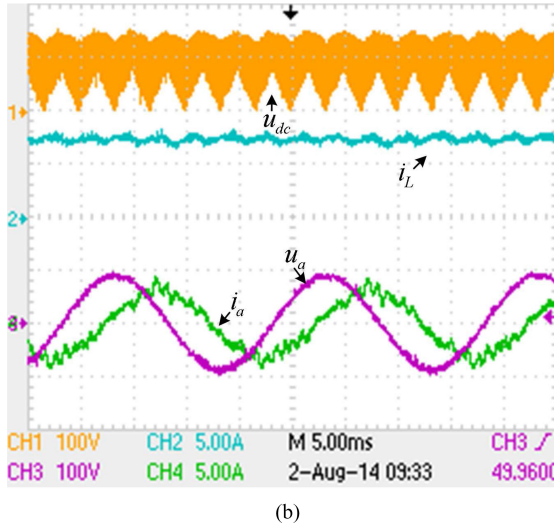 1
u_dc
i_L
2
u_a
i_a
CH1 100V CH2 5.00A M 5.00ms CH3
CH3 100V CH4 5.00A 2-Aug-14 09:33 49.9600
(b)